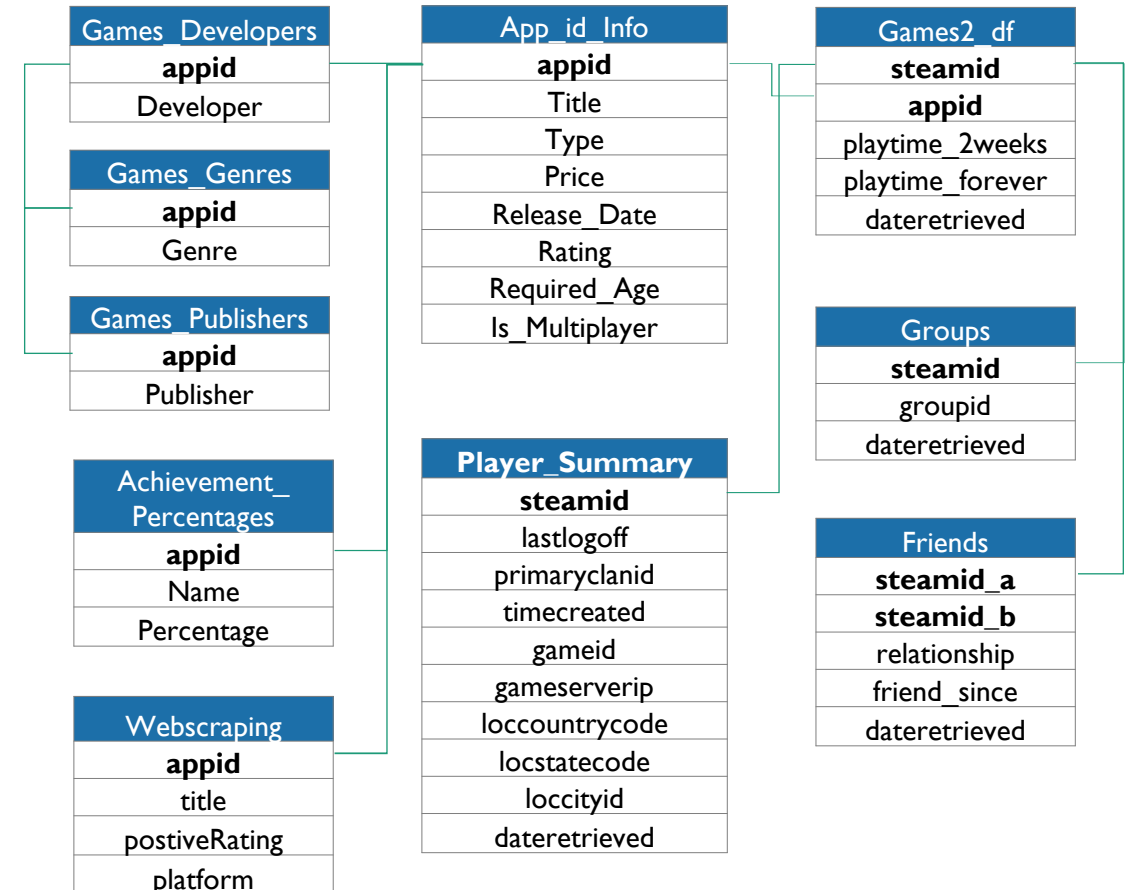 Games_Developers
appid
Developer
Games_Genres
appid
Genre
Games_Publishers
appid
Publisher
Achievement_
Percentages
appid
Name
Percentage
Webscraping
appid
title
postiveRating
platform
App_id_Info
appid
Title
Type
Price
Release_Date
Rating
Required_Age
Is_Multiplayer
Player_Summary
steamid
lastlogoff
primaryclanid
timecreated
gameid
gameserverip
loccountrycode
locstatecode
loccityid
dateretrieved
Games2_df
steamid
appid
playtime_2weeks
playtime_forever
dateretrieved
Groups
steamid
groupid
dateretrieved
Friends
steamid_a
steamid_b
relationship
friend_since
dateretrieved